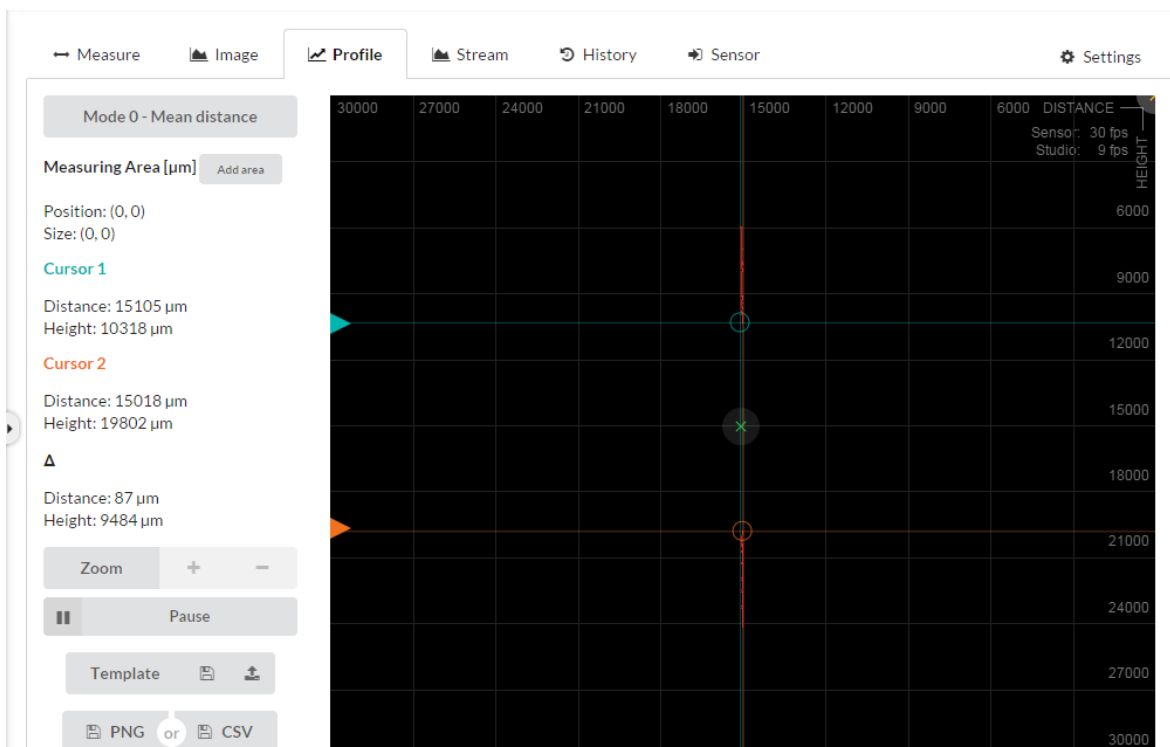 Measure Image Profile Stream History Sensor Settings
Mode 0 - Mean distance
Measuring Area [µm] Add area
Position: (0, 0)
Size: (0, 0)
Cursor 1
Distance: 15105 µm
Height: 10318 µm
Cursor 2
Distance: 15018 µm
Height: 19802 µm
Δ
Distance: 87 µm
Height: 9484 µm
Zoom + −
Pause
Template
PNG or CSV
30000 27000 24000 21000 18000 15000 12000 9000 6000 DISTANCE
Sensor: 30 fps
Studio: 9 fps
HEIGHT
6000
9000
12000
15000
18000
21000
24000
27000
30000